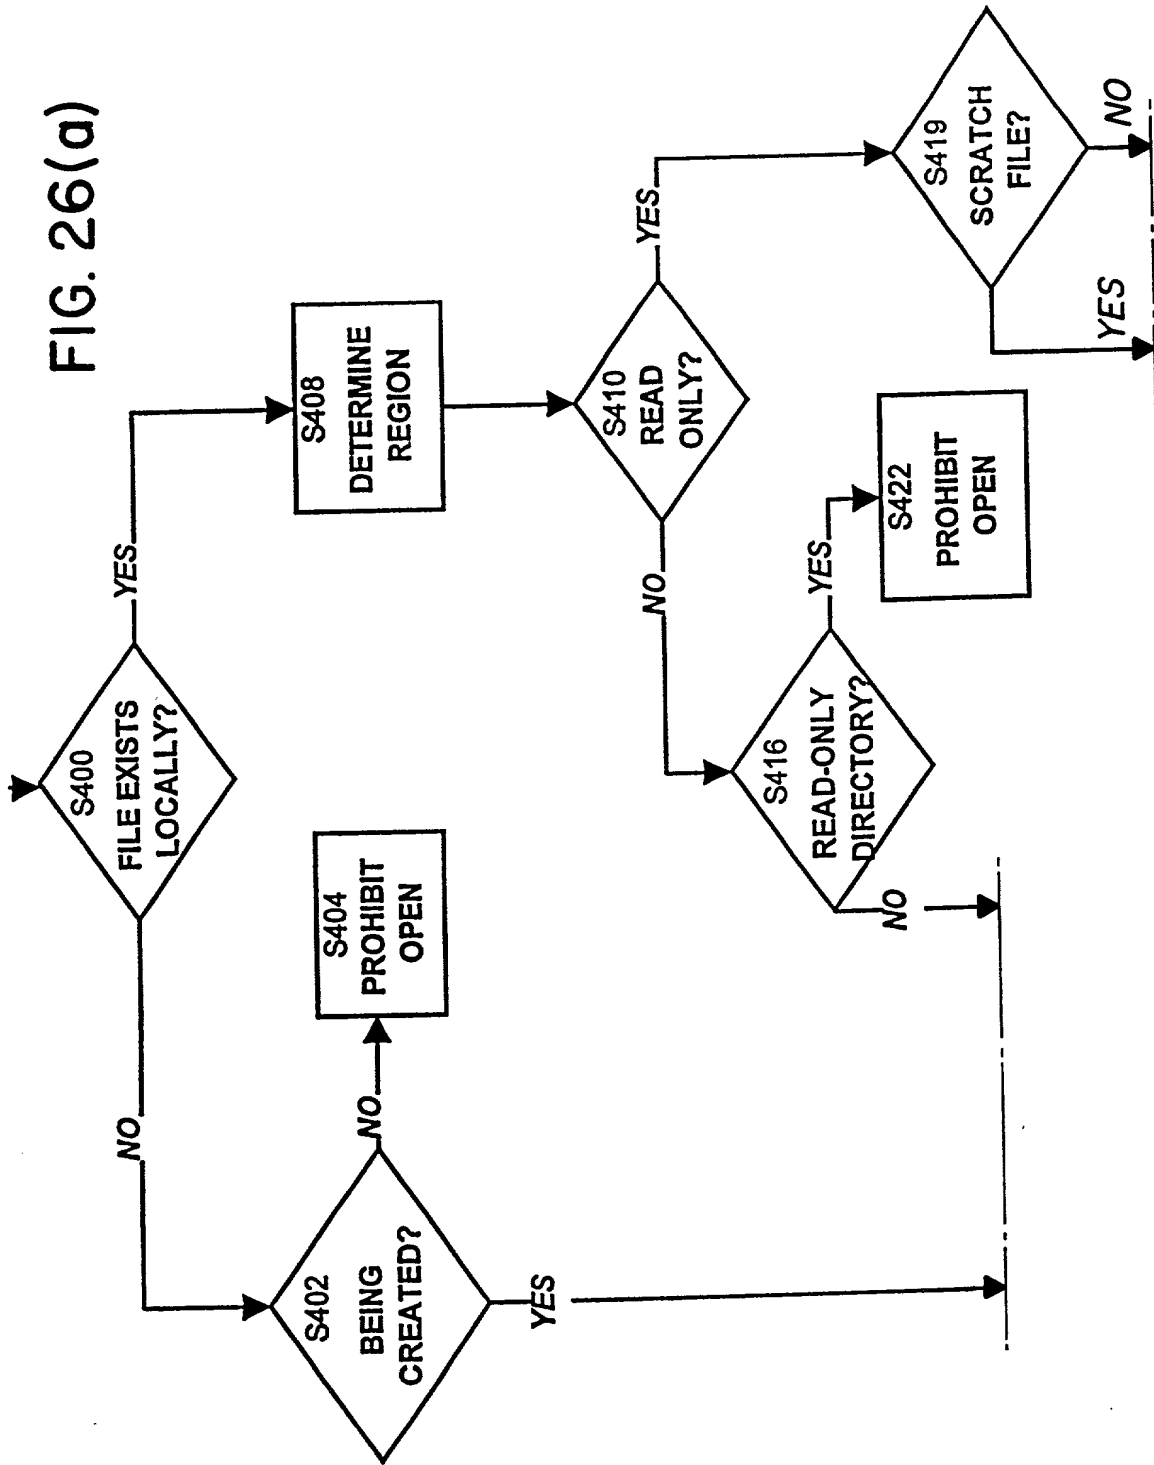 FIG. 26(a)
S400
FILE EXISTS
LOCALLY?
NO
YES
S402
BEING
CREATED?
NO
YES
S404
PROHIBIT
OPEN
S408
DETERMINE
REGION
S410
READ
ONLY?
NO
YES
S416
READ-ONLY
DIRECTORY?
NO
YES
S422
PROHIBIT
OPEN
S419
SCRATCH
FILE?
YES
NO